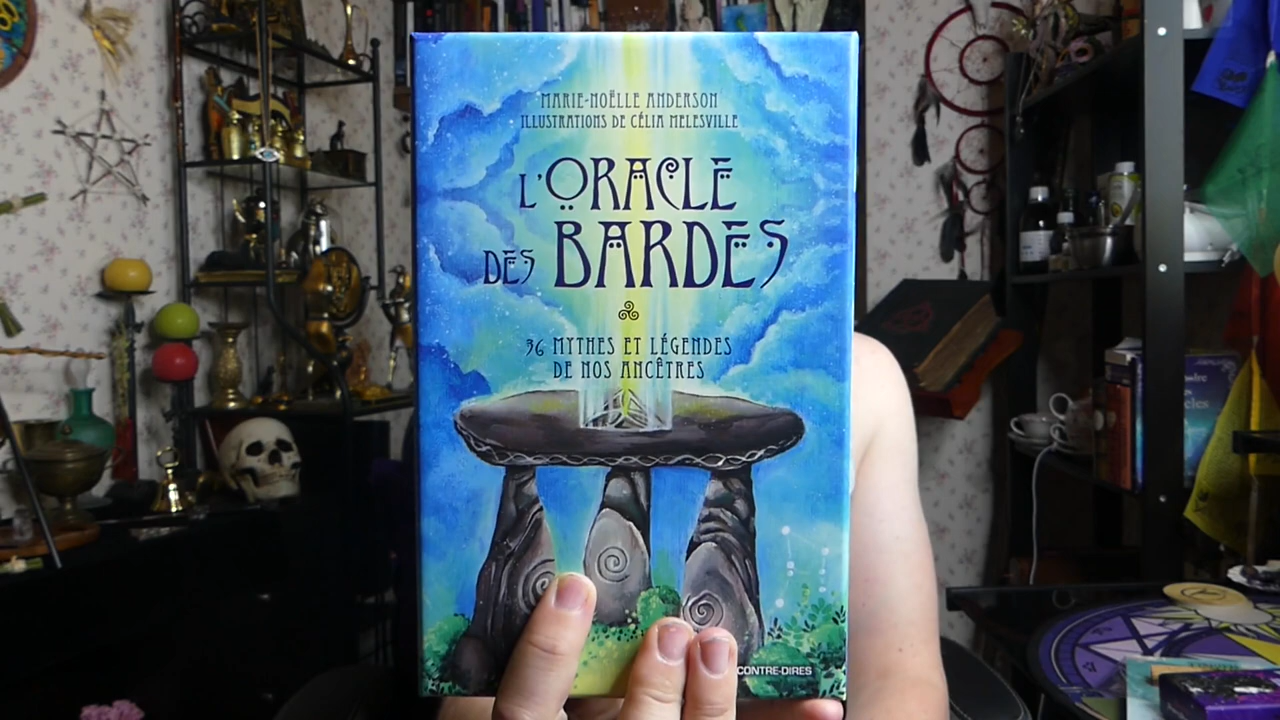 MARIE-NOËLLE ANDERSON
ILLUSTRATIONS DE CÉLIA MELESVILLE
L'ORACLE
DES BARDES
36 MYTHES ET LÉGENDES
DE NOS ANCÊTRES
CONTRE-DIRES